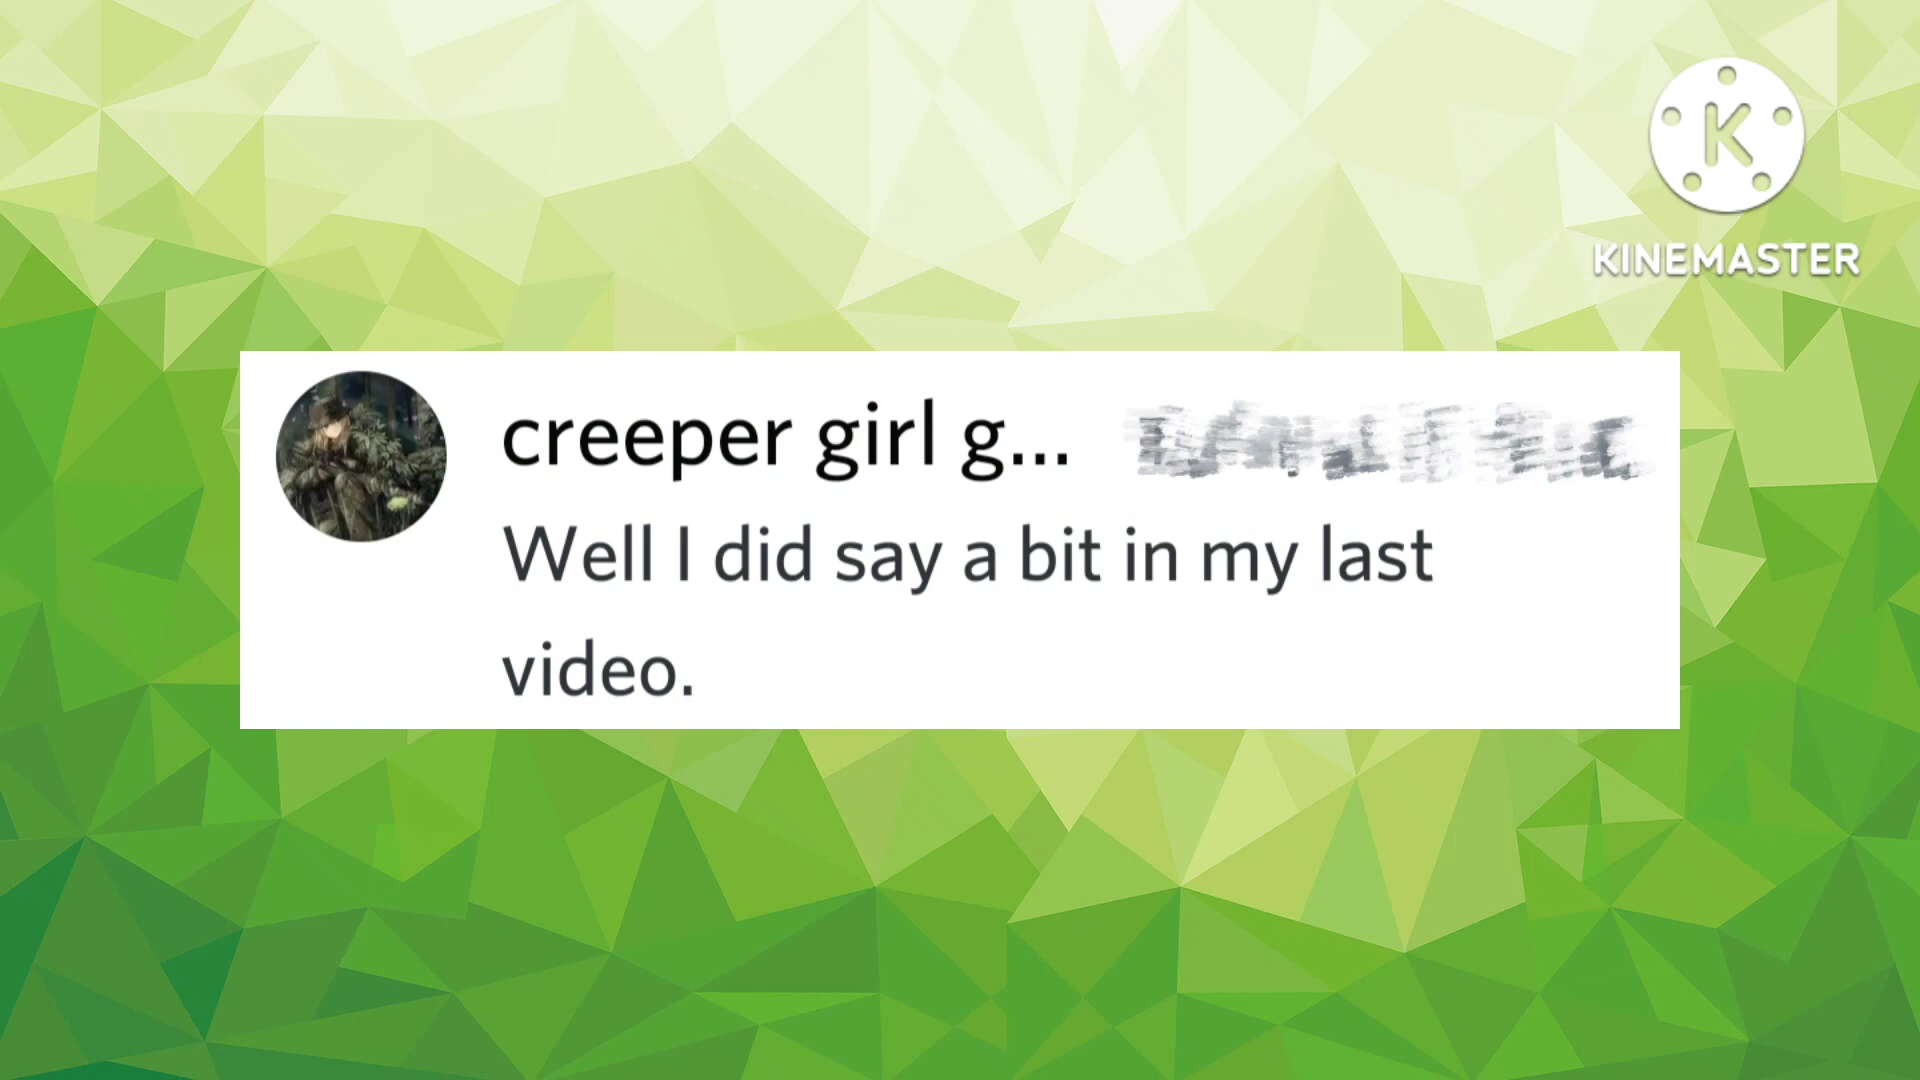 K
KINEMASTER
creeper girl g...
Well I did say a bit in my last
video.